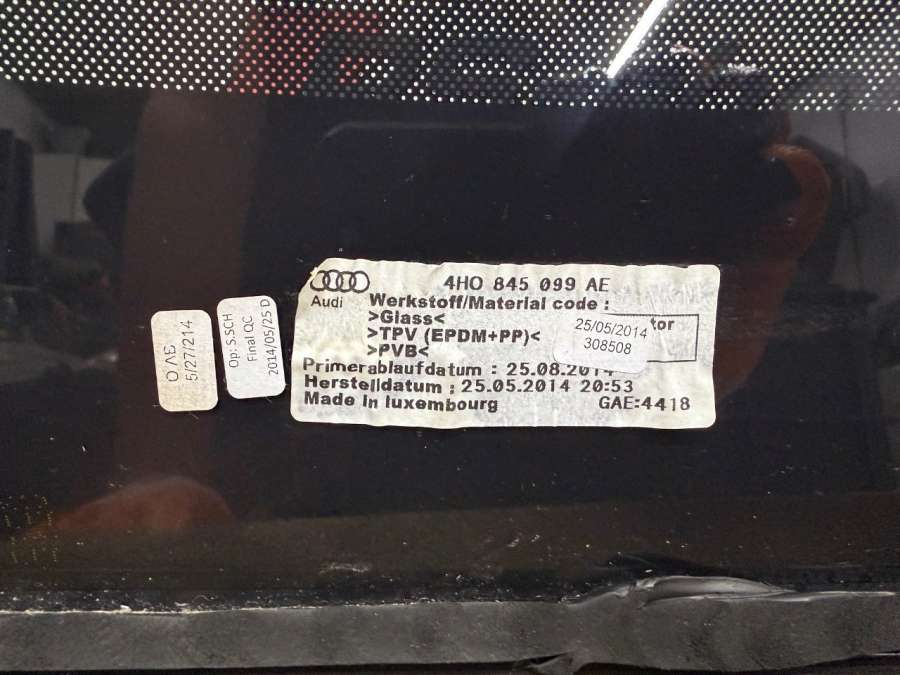 4H0 845 099 AE
Audi
Werkstoff/Material code :
>Glass<
>TPV (EPDM+PP)<
>PVB<
25/05/2014
308508
Primerablaufdatum : 25.08.2014
Herstelldatum : 25.05.2014 20:53
Made in luxembourg
GAE:4418
Op: S.SCH
Final QC
2014/05/25 D
5/27/214